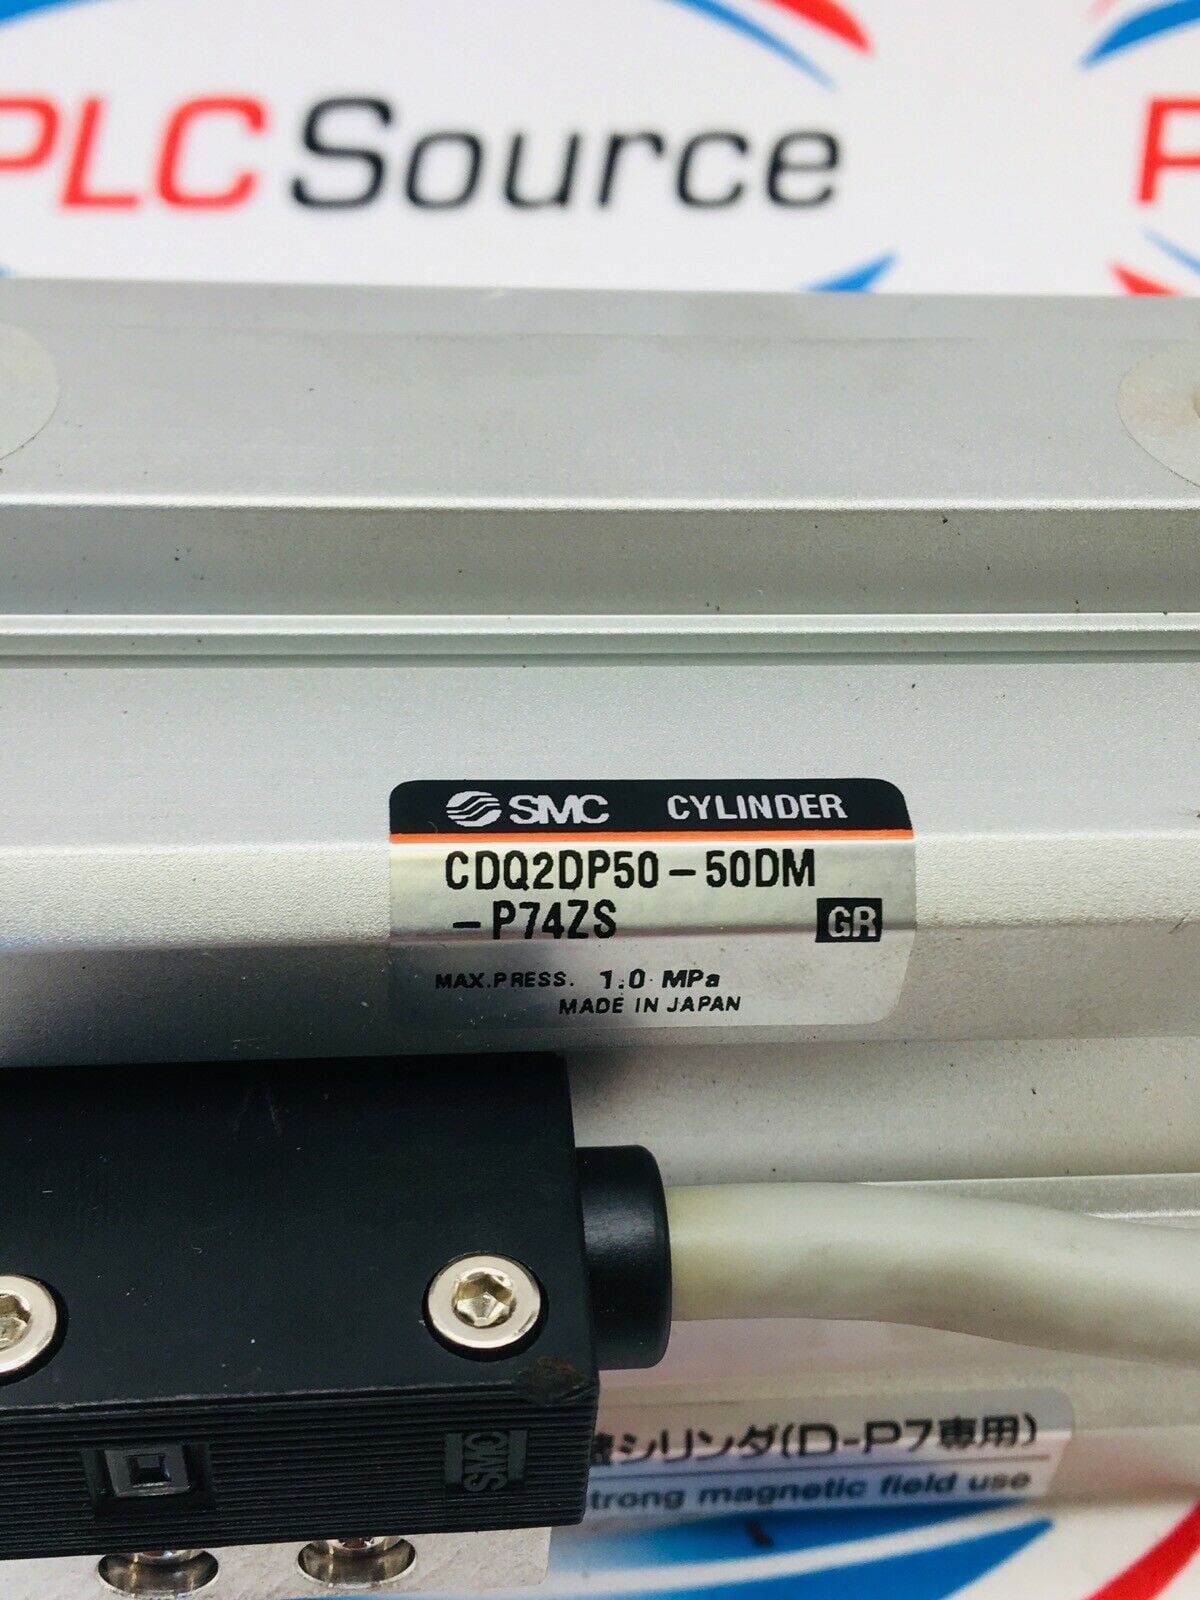 PLC Source
P
SMC CYLINDER
CDQ2DP50-50DM
-P74ZS GR
MAX.PRESS. 1.0 MPa
MADE IN JAPAN
シリンダ(D-P7専用)
strong magnetic field use
SMC